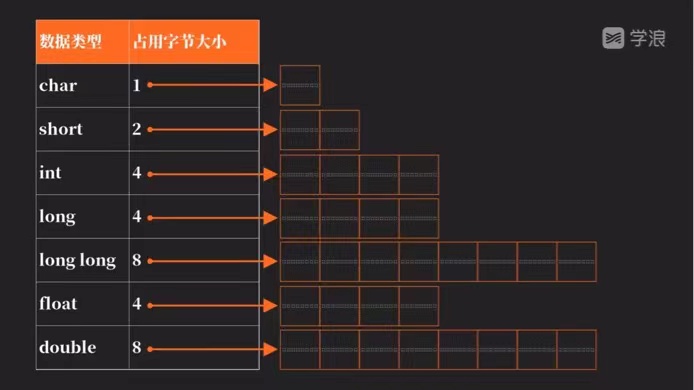 数据类型 占用字节大小
学浪
char 1
short 2
int 4
long 4
long long 8
float 4
double 8